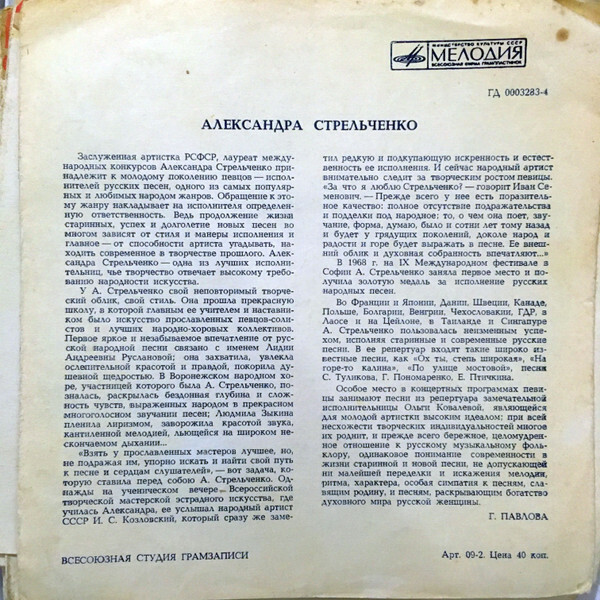 МИНИСТЕРСТВО КУЛЬТУРЫ СССР
МЕЛОДИЯ
ВСЕСОЮЗНАЯ ФИРМА ГРАМПЛАСТИНОК
ГД 0003283-4
АЛЕКСАНДРА СТРЕЛЬЧЕНКО
Заслуженная артистка РСФСР, лауреат между-
народных конкурсов Александра Стрельченко при-
надлежит к молодому поколению певцов — испол-
нителей русских песен, одного из самых популяр-
ных и любимых народом жанров. Обращение к эт-
ому жанру накладывает на исполнителя определен-
ную ответственность. Ведь продолжение жизни
старинных, успех и долголетие новых песен во
многом зависят от стиля и манеры исполнения и
главное — от способности артиста угадывать, на-
ходить современное в творчестве прошлого. Алек-
сандра Стрельченко — одна из лучших исполни-
тельниц, чье творчество отвечает высокому требо-
ванию народности искусства.
У А. Стрельченко свой неповторимый творчес-
кий облик, свой стиль. Она прошла прекрасную
школу, в которой главным ее учителем и наставни-
ком было искусство прославленных певцов-соли-
стов и лучших народно-хоровых коллективов.
Первое яркое и незабываемое впечатление от рус-
ской народной песни связано с именем Лидии
Андреевны Руслановой; она захватила, увлекла
ослепительной красотой и правдой, покорила ду-
шевной щедростью. В Воронежском народном хо-
ре, участницей которого была А. Стрельченко, по-
зналась, раскрылась бездонная глубина и слож-
ность чувств, выраженных народом в прекрасном
многоголосном звучании песен; Людмила Зыкина
пленила лиризмом, заворожила красотой звука,
кантиленной мелодией, льющейся на широком не-
скончаемом дыхании...
«Взять у прославленных мастеров лучшее, но,
не подражая им, упорно искать и найти свой путь
к песне и сердцам слушателей», — вот задача, ко-
торую ставила перед собою А. Стрельченко. Од-
нажды на ученическом вечере Всероссийской
творческой мастерской эстрадного искусства, где
училась Александра, ее услышал народный артист
СССР И. С. Козловский, который сразу же заме-
тил редкую и подкупающую искренность и естест-
венность ее исполнения. И сейчас народный артист
внимательно следит за творческим ростом певицы.
«За что я люблю Стрельченко? — говорит Иван Се-
менович. — Прежде всего у нее есть поразитель-
ное качество: полное отсутствие подражательства
и подделки под народное: то, о чем она поет, зву-
чание, форма, думаю, было и сотни лет тому назад
и будет у грядущих поколений, доколе народ и
радости и горе будет выражать в песне. Ее внеш-
ний облик и духовная собранность впечатляют...»
В 1968 г. на IX Международном фестивале в
Софии А. Стрельченко заняла первое место и по-
лучила золотую медаль за исполнение русских
народных песен.
Во Франции и Японии, Дании, Швеции, Канаде,
Польше, Болгарии, Венгрии, Чехословакии, ГДР, в
Лаосе и на Цейлоне, в Таиланде и Сингапуре
А. Стрельченко пользовалась неизменным успе-
хом, исполняя старинные и современные русские
песни. В ее репертуар входят такие широко из-
вестные песни, как «Ох ты, степь широкая», «На
горе-то калина», «По улице мостовой», песни
С. Туликова, Г. Пономаренко, Е. Птичкина.
Особое место в концертных программах певи-
цы занимают песни из репертуара замечательной
исполнительницы Ольги Ковалевой, являющейся
для молодой артистки высоким идеалом; при всей
несхожести творческих индивидуальностей многое
их роднит, и прежде всего бережное, целомудрен-
ное отношение к русскому музыкальному фольк-
лору, одинаковое понимание современности в
жизни старинной и новой песни, не допускающей
ни малейшей переделки и искажения мелодии,
ритма, характера, особая симпатия к песням, сла-
вящим родину, и песням, раскрывающим богатство
духовного мира русской женщины.
Г. ПАВЛОВА
ВСЕСОЮЗНАЯ СТУДИЯ ГРАМЗАПИСИ
Арт. 09-2. Цена 40 коп.